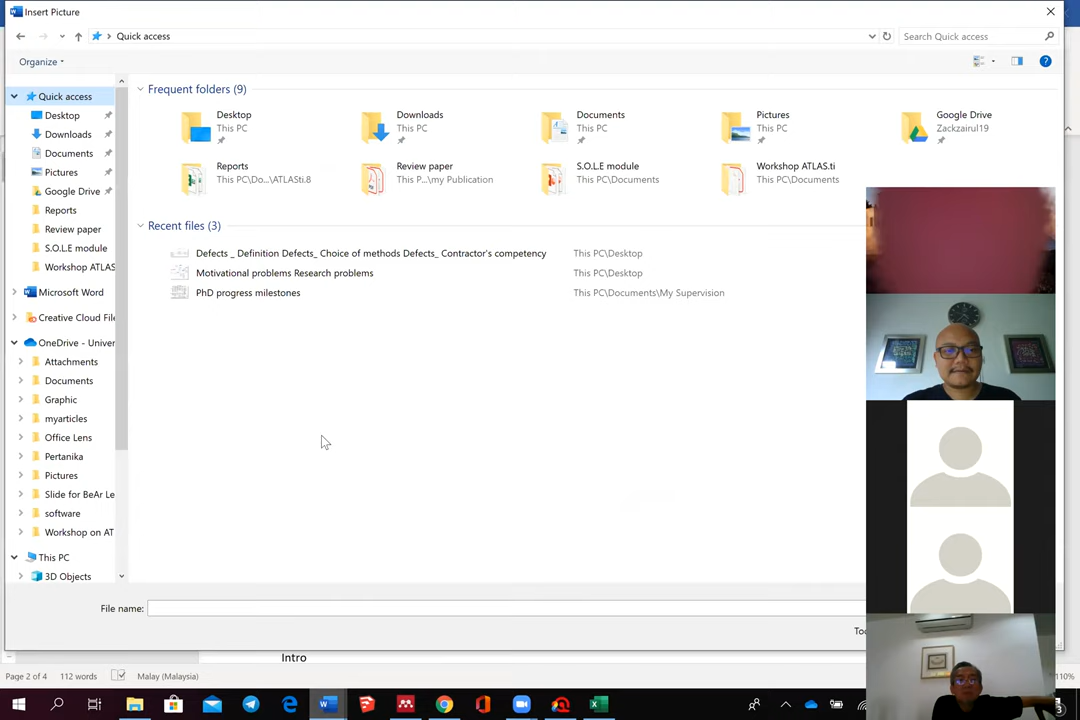 Insert Picture
Quick access
Search Quick access
Organize
Quick access
Desktop
Downloads
Documents
Pictures
Google Drive
Reports
Review paper
S.O.L.E module
Workshop ATLAS
Microsoft Word
Creative Cloud File
OneDrive - Univer
Attachments
Documents
Graphic
myarticles
Office Lens
Pertanika
Pictures
Slide for BeAr Le
software
Workshop on AT
This PC
3D Objects
Frequent folders (9)
Desktop
This PC
Downloads
This PC
Documents
This PC
Pictures
This PC
Google Drive
Zackzairul19
Reports
This PC\Do...\ATLASti.8
Review paper
This P...\my Publication
S.O.L.E module
This PC\Documents
Workshop ATLAS.ti
This PC\Documents
Recent files (3)
Defects _ Definition Defects_ Choice of methods Defects_ Contractor's competency This PC\Desktop
Motivational problems Research problems This PC\Desktop
PhD progress milestones This PC\Documents\My Supervision
File name:
Too
Intro
Page 2 of 4 112 words Malay (Malaysia) 110%